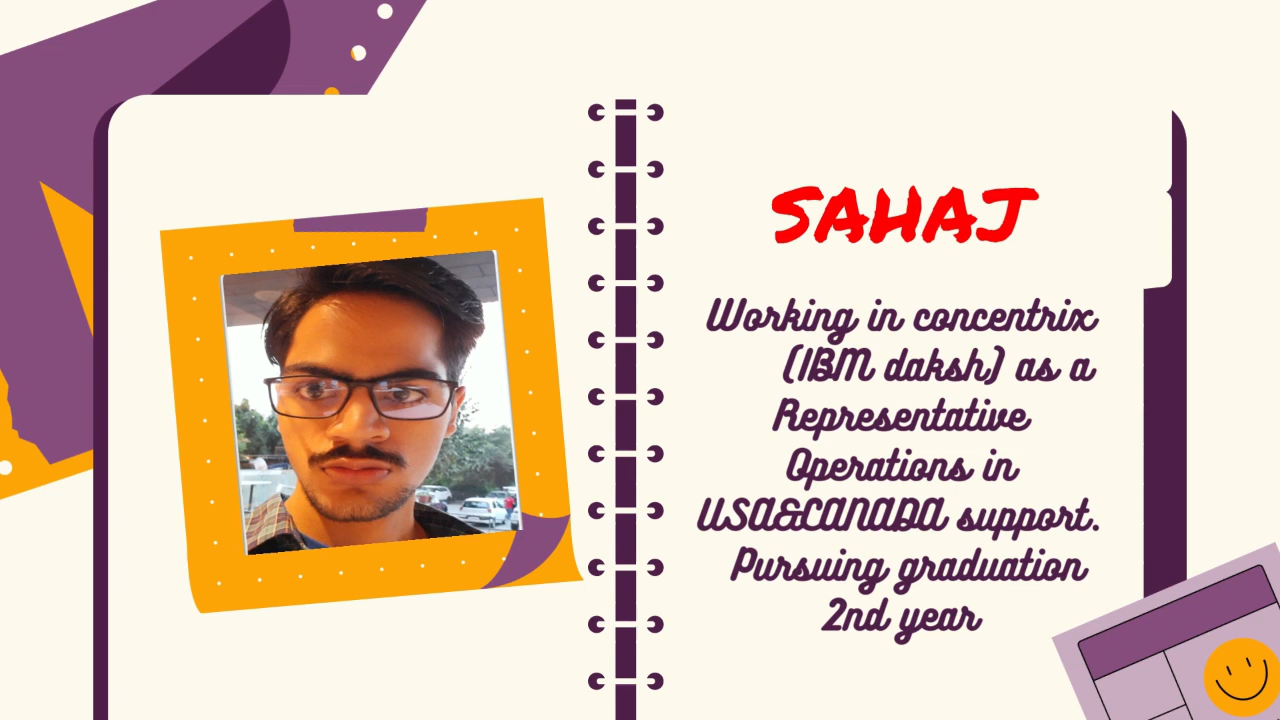 SAHAJ
Working in concentrix
(IBM daksh) as a
Representative
Operations in
USA&CANADA support.
Pursuing graduation
2nd year